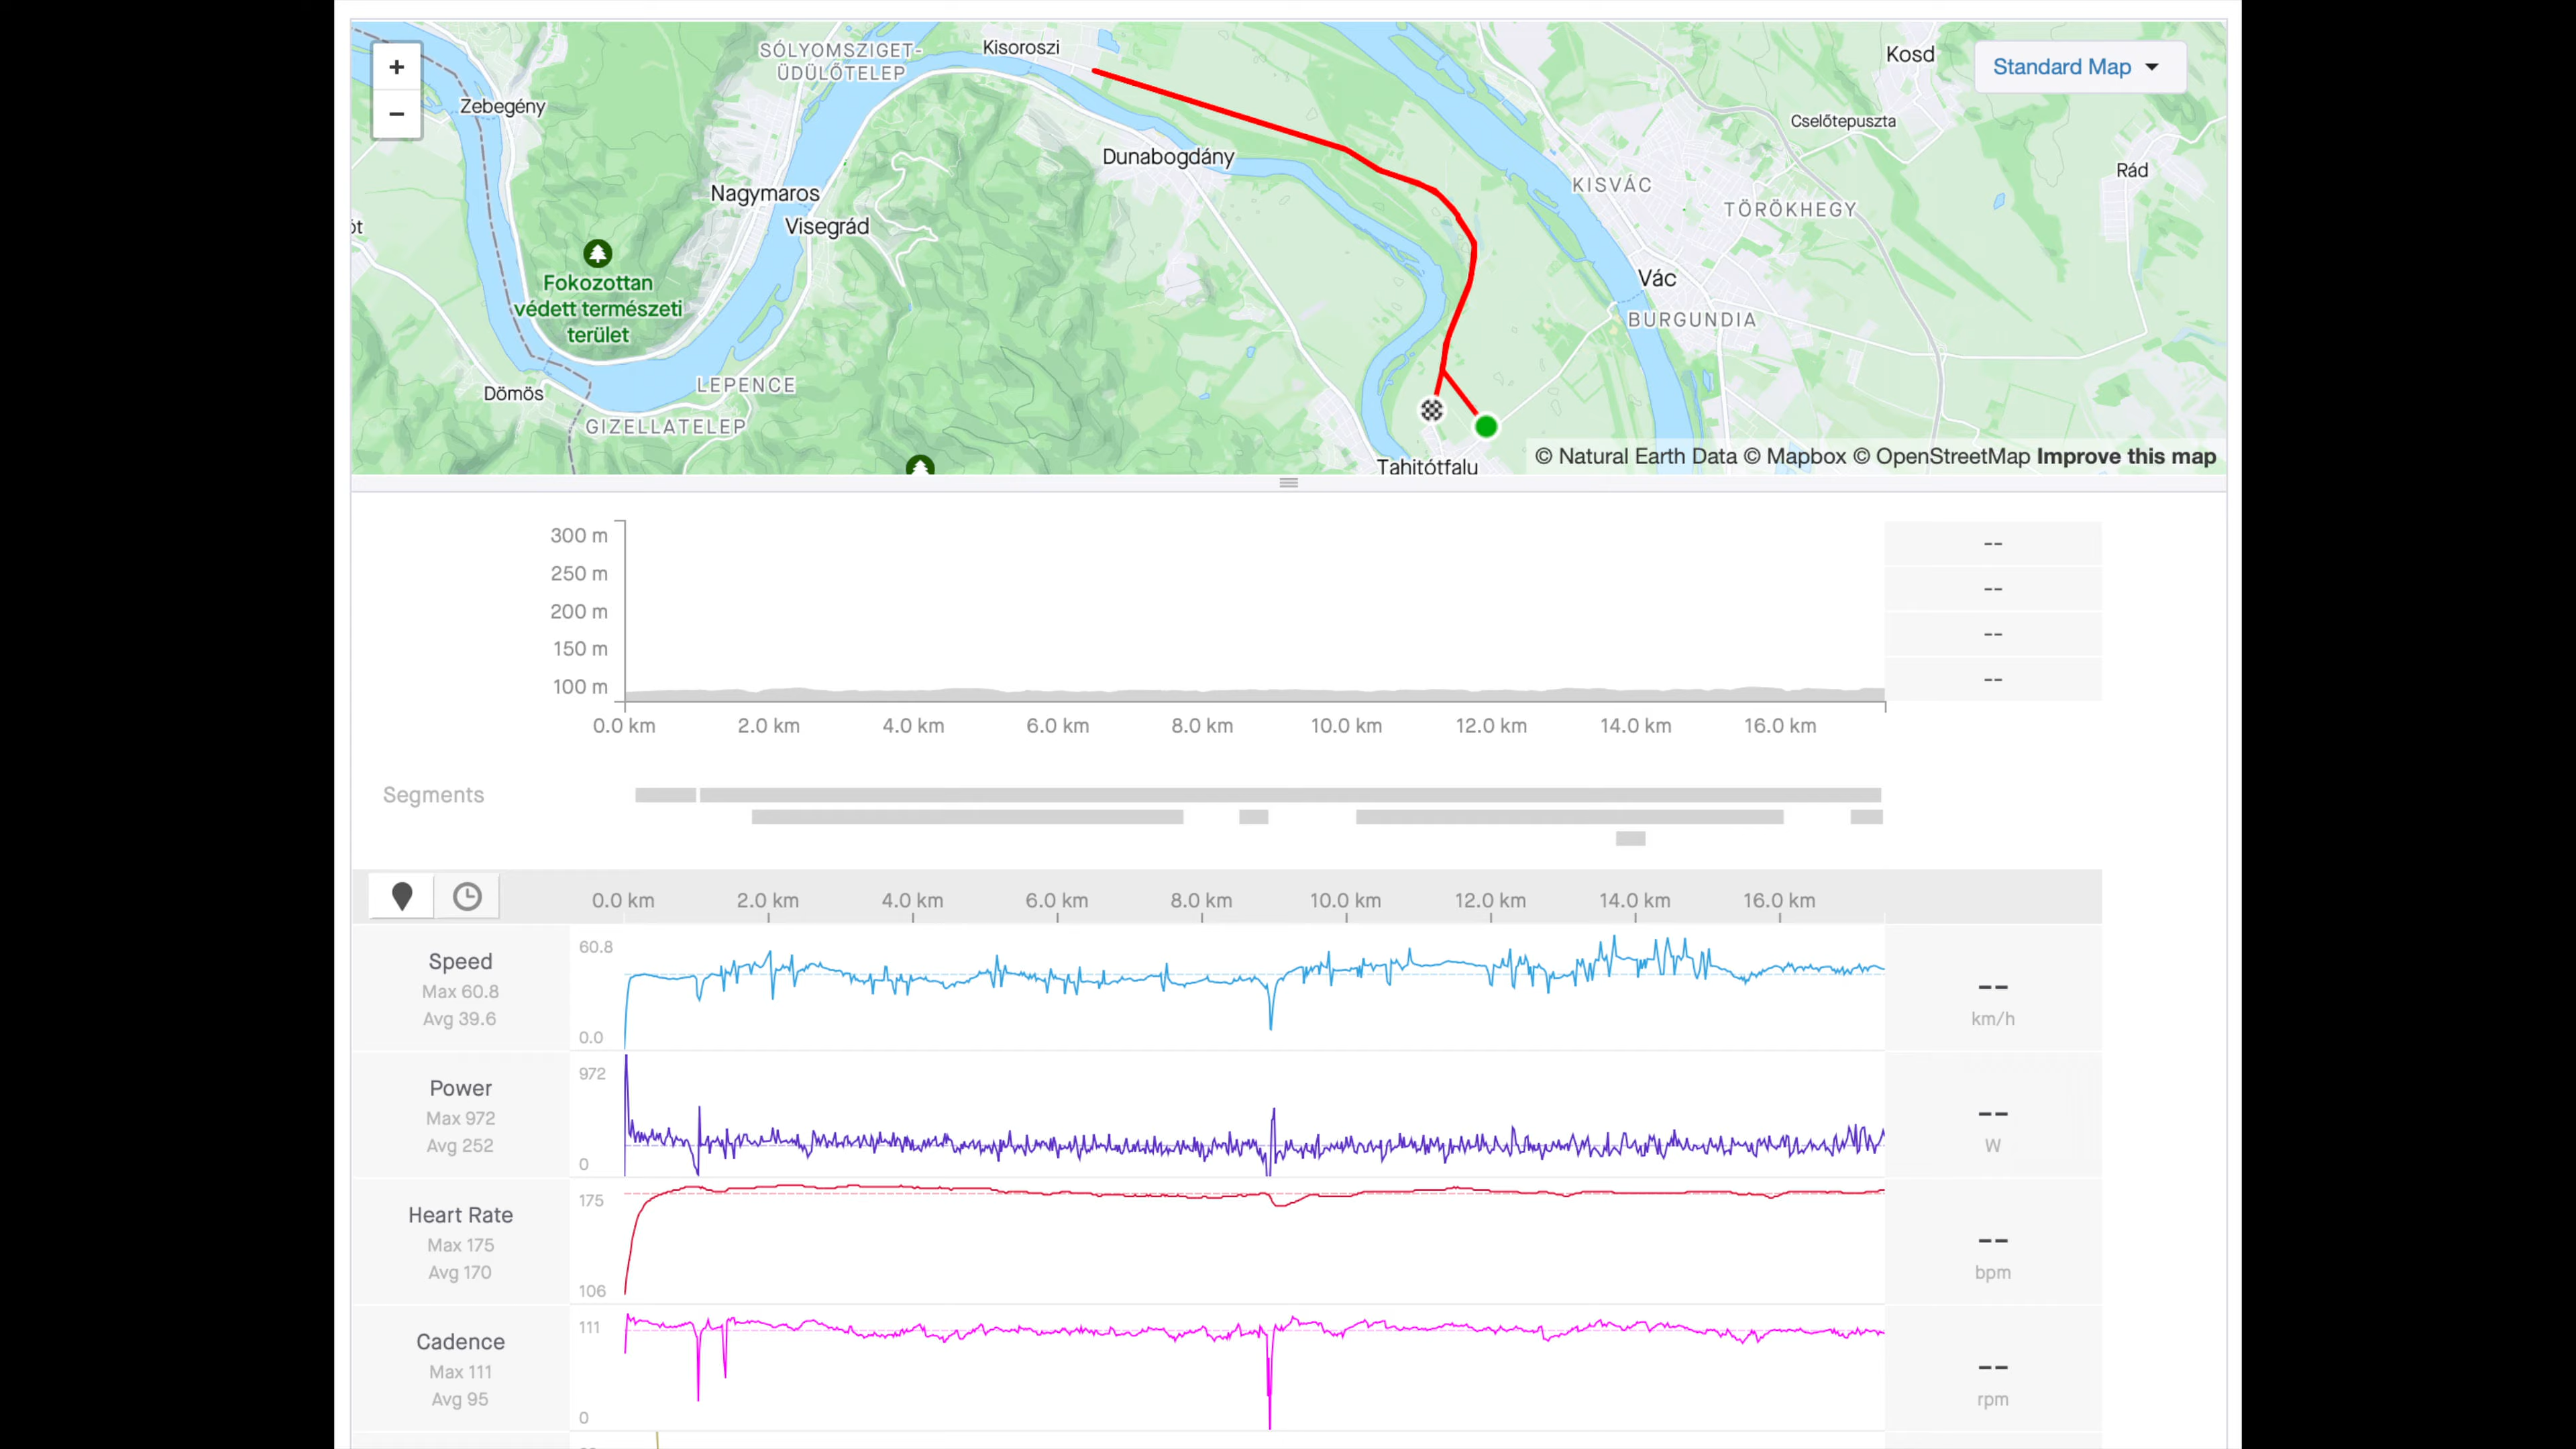 +
−
SÓLYOMSZIGET-
ÜDÜLŐTELEP
Kisoroszi
Kosd
Standard Map
Zebegény
Cselőtepuszta
Dunabogdány
Rád
KISVÁC
Nagymaros
TÖRÖKHEGY
Visegrád
ót
Fokozottan
védett természeti
terület
Vác
BURGUNDIA
LEPENCE
Dömös
GIZELLATELEP
Tahitótfalu
© Natural Earth Data © Mapbox © OpenStreetMap Improve this map
300 m
250 m
200 m
150 m
100 m
--
--
--
--
0.0 km 2.0 km 4.0 km 6.0 km 8.0 km 10.0 km 12.0 km 14.0 km 16.0 km
Segments
0.0 km 2.0 km 4.0 km 6.0 km 8.0 km 10.0 km 12.0 km 14.0 km 16.0 km
Speed
Max 60.8
Avg 39.6
60.8
0.0
--
km/h
Power
Max 972
Avg 252
972
0
--
W
Heart Rate
Max 175
Avg 170
175
106
--
bpm
Cadence
Max 111
Avg 95
111
0
--
rpm